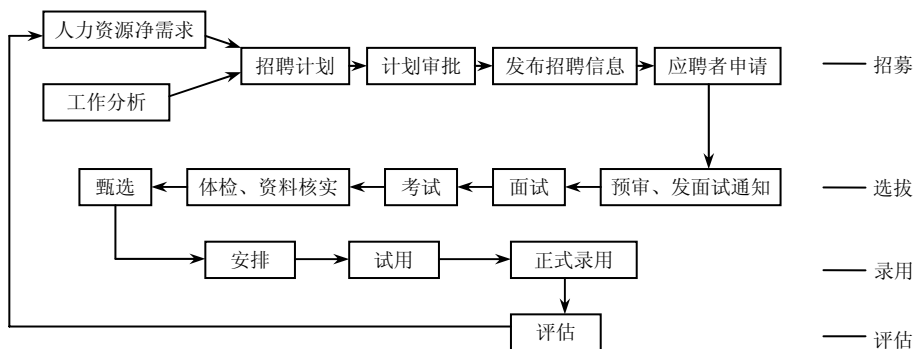 人力资源净需求
工作分析
招聘计划
计划审批
发布招聘信息
应聘者申请
招募
甄选
体检、资料核实
考试
面试
预审、发面试通知
选拔
安排
试用
正式录用
录用
评估
评估